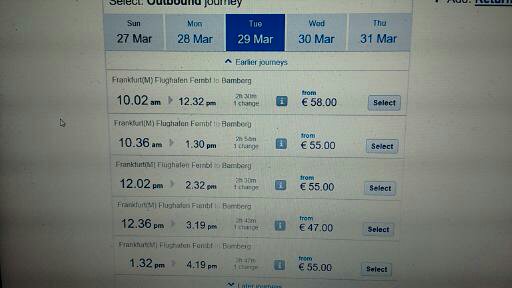 Select: Outbound journey
Sun Mon Tue Wed Thu
27 Mar 28 Mar 29 Mar 30 Mar 31 Mar
Earlier journeys
Frankfurt(M) Flughafen Fernbf to Bamberg
10.02 am 12.32 pm 2h 30m 1 change i from € 58.00 Select
Frankfurt(M) Flughafen Fernbf to Bamberg
10.36 am 1.30 pm 2h 54m 1 change i from € 55.00 Select
Frankfurt(M) Flughafen Fernbf to Bamberg
12.02 pm 2.32 pm 2h 30m 1 change i from € 55.00 Select
Frankfurt(M) Flughafen Fernbf to Bamberg
12.36 pm 3.19 pm 2h 43m 1 change i from € 47.00 Select
Frankfurt(M) Flughafen Fernbf to Bamberg
1.32 pm 4.19 pm 2h 47m 1 change i from € 55.00 Select
Later journeys